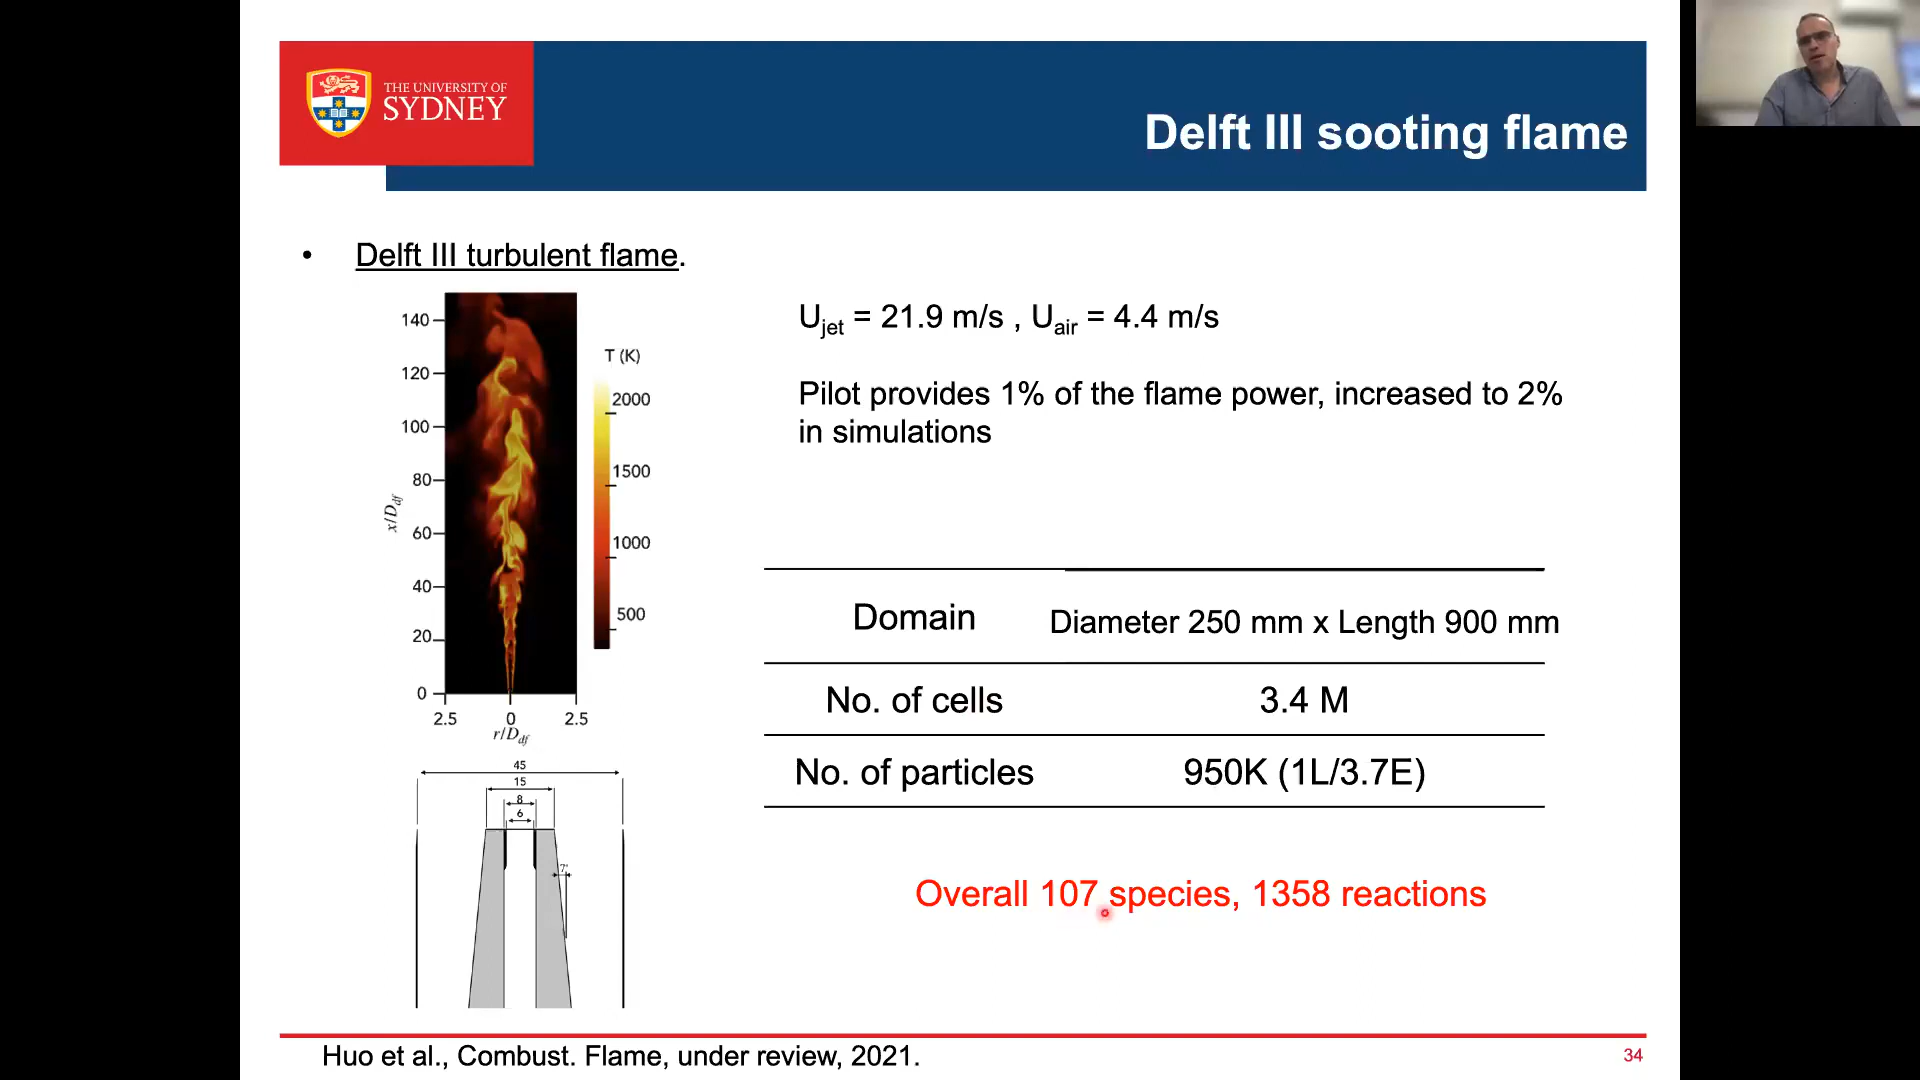 THE UNIVERSITY OF
SYDNEY
Delft III sooting flame
• Delft III turbulent flame.
140
120
100
80
60
40
20
0
x/D_df
2.5 0 2.5
r/D_df
T (K)
2000
1500
1000
500
U_jet = 21.9 m/s , U_air = 4.4 m/s
Pilot provides 1% of the flame power, increased to 2%
in simulations
Domain Diameter 250 mm x Length 900 mm
No. of cells 3.4 M
No. of particles 950K (1L/3.7E)
45
15
8
6
7°
Overall 107 species, 1358 reactions
Huo et al., Combust. Flame, under review, 2021.
34